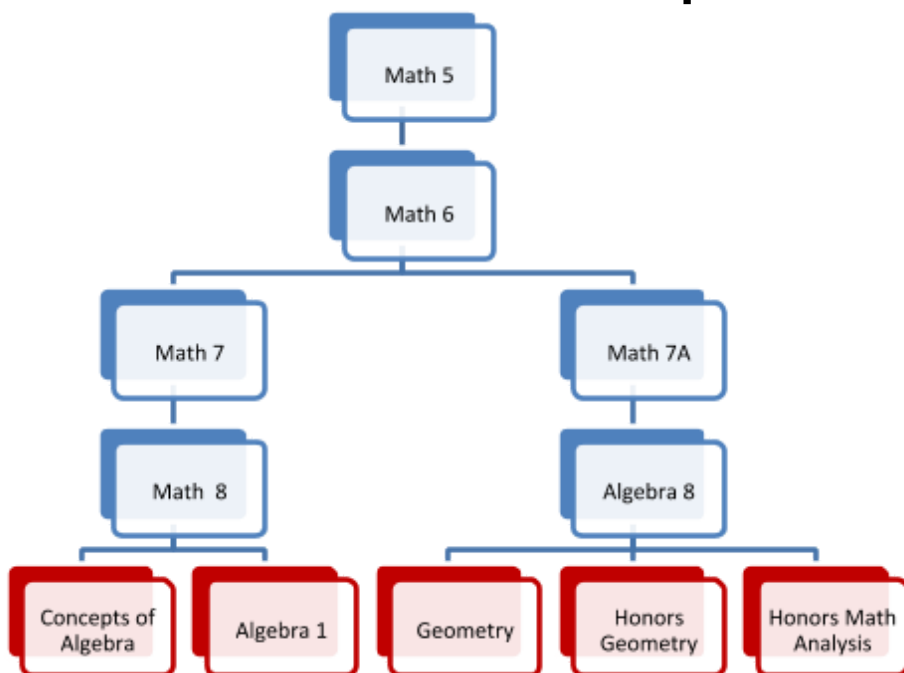 Math 5
Math 6
Math 7
Math 7A
Math 8
Algebra 8
Concepts of
Algebra
Algebra 1
Geometry
Honors
Geometry
Honors Math
Analysis